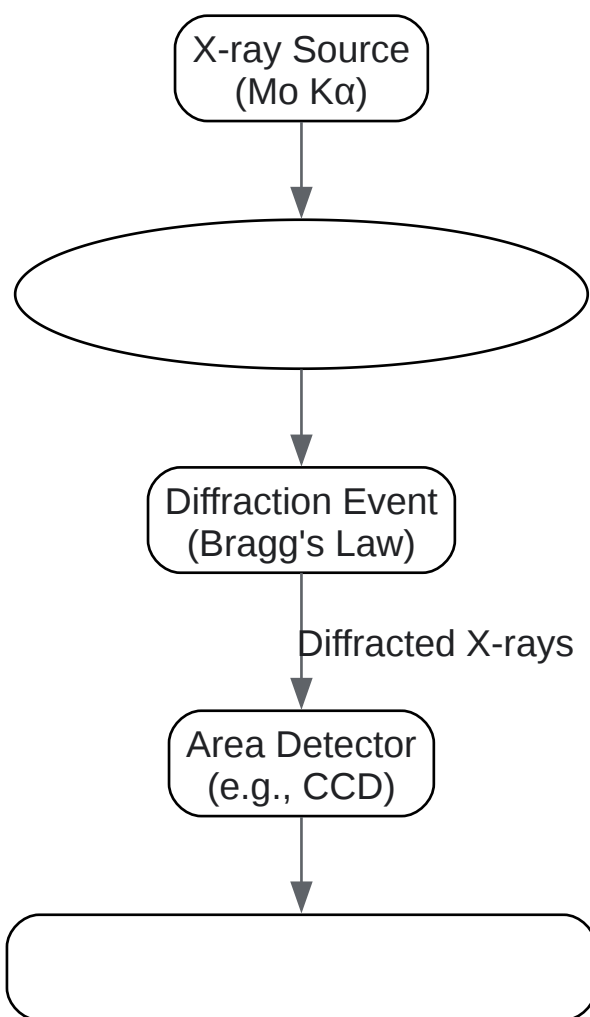 X-ray Source
(Mo Kα)
Diffraction Event
(Bragg's Law)
Diffracted X-rays
Area Detector
(e.g., CCD)